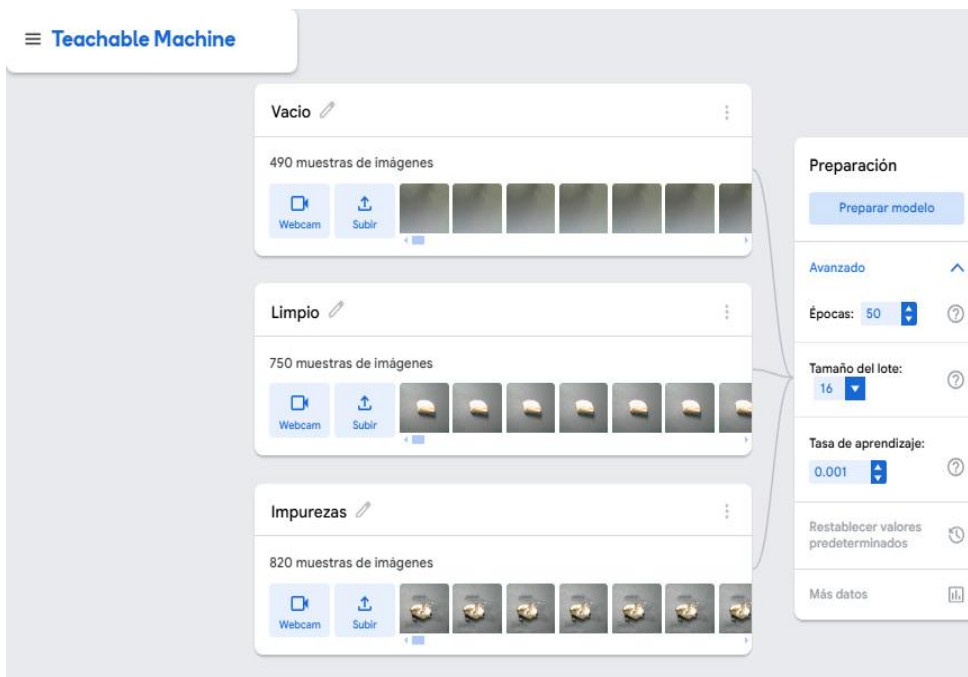 Teachable Machine
Vacio
490 muestras de imágenes
Webcam
Subir
Limpio
750 muestras de imágenes
Webcam
Subir
Impurezas
820 muestras de imágenes
Webcam
Subir
Preparación
Preparar modelo
Avanzado
Épocas: 50
Tamaño del lote:
16
Tasa de aprendizaje:
0.001
Restablecer valores
predeterminados
Más datos